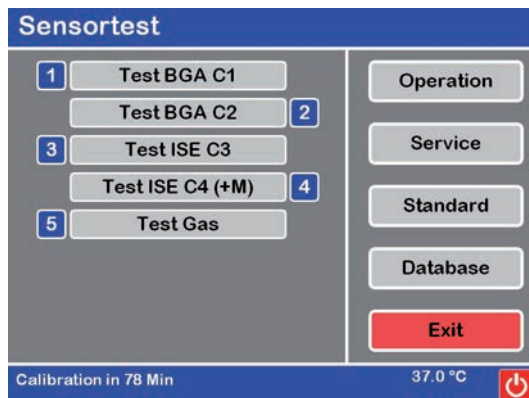 Sensortest
1 Test BGA C1
Test BGA C2 2
3 Test ISE C3
Test ISE C4 (+M) 4
5 Test Gas
Operation
Service
Standard
Database
Exit
Calibration in 78 Min
37.0 °C